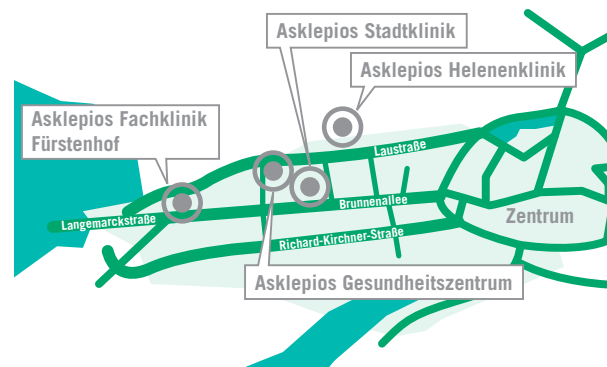 Asklepios Stadtklinik
Asklepios Helenenklinik
Asklepios Fachklinik
Fürstenhof
Laustraße
Brunnenallee
Langemarckstraße
Zentrum
Richard-Kirchner-Straße
Asklepios Gesundheitszentrum